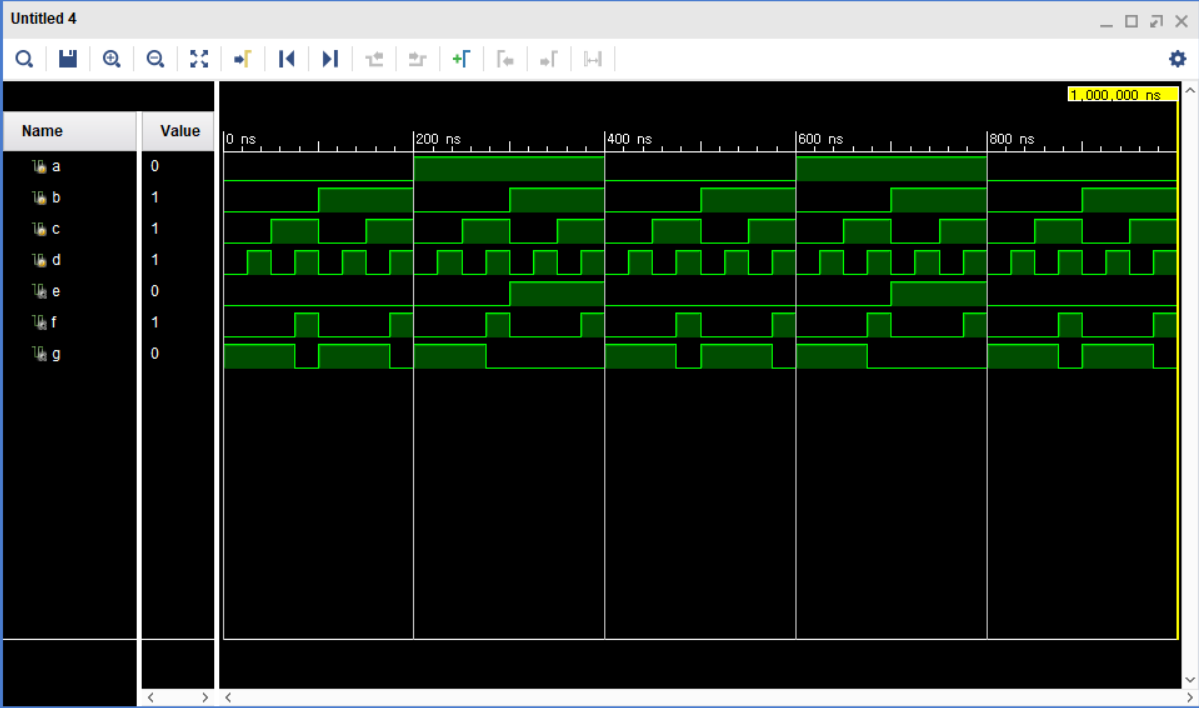 Untitled 4
1,000,000 ns
Name Value
0 ns 200 ns 400 ns 600 ns 800 ns
a 0
b 1
c 1
d 1
e 0
f 1
g 0